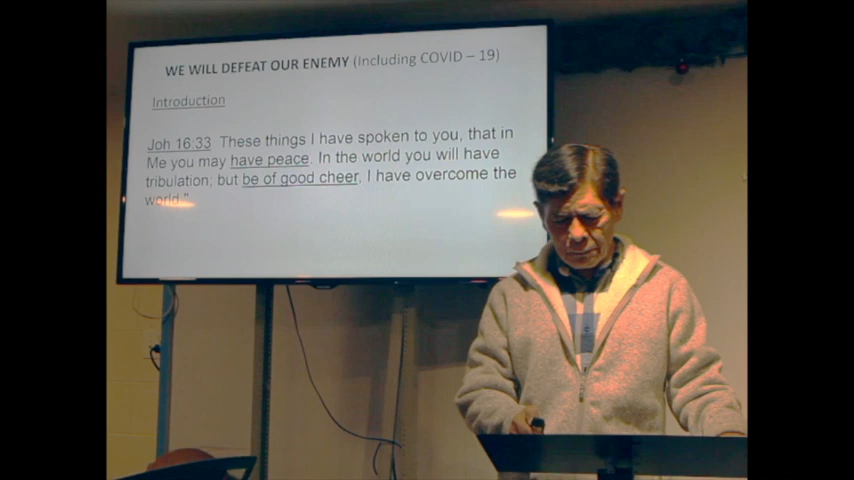 WE WILL DEFEAT OUR ENEMY (Including COVID – 19)
Introduction
Joh 16:33 These things I have spoken to you, that in
Me you may have peace. In the world you will have
tribulation; but be of good cheer, I have overcome the
world."